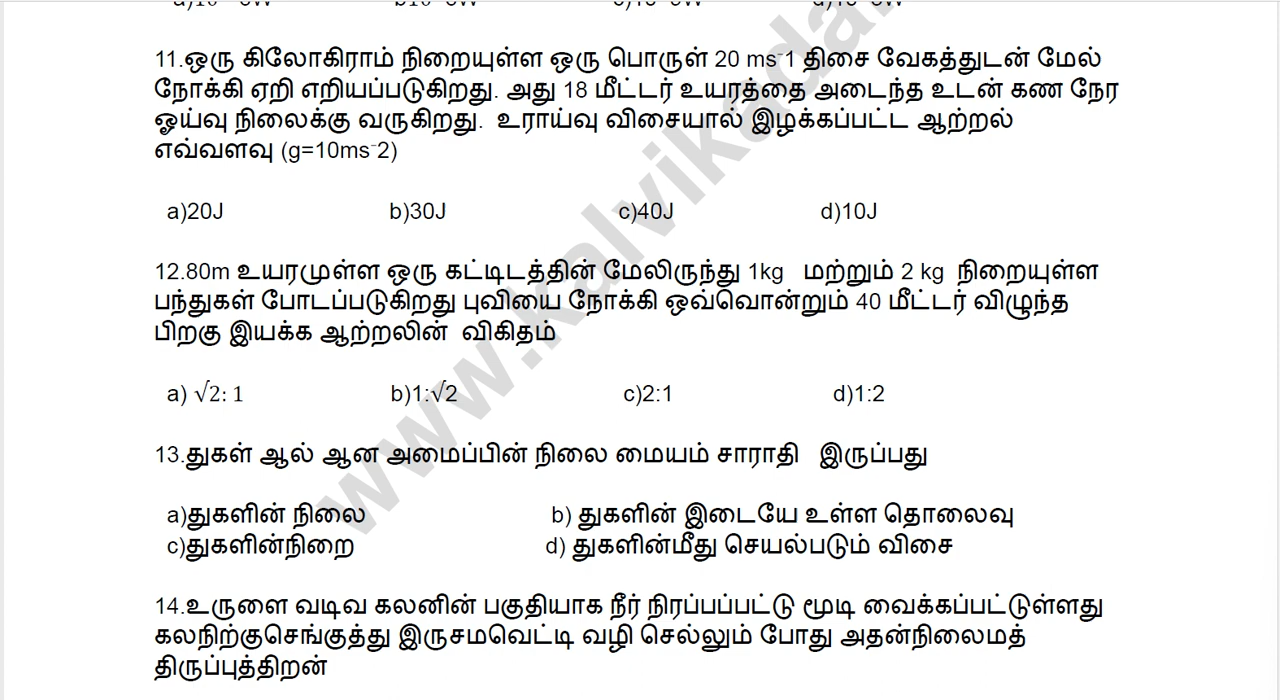 11.ஒரு கிலோகிராம் நிறையுள்ள ஒரு பொருள் 20 ms⁻1 திசை வேகத்துடன் மேல்
நோக்கி ஏறி எறியப்படுகிறது. அது 18 மீட்டர் உயரத்தை அடைந்த உடன் கண நேர
ஓய்வு நிலைக்கு வருகிறது. உராய்வு விசையால் இழக்கப்பட்ட ஆற்றல்
எவ்வளவு (g=10ms⁻2)
a)20J b)30J c)40J d)10J
12.80m உயரமுள்ள ஒரு கட்டிடத்தின் மேலிருந்து 1kg மற்றும் 2 kg நிறையுள்ள
பந்துகள் போடப்படுகிறது புவியை நோக்கி ஒவ்வொன்றும் 40 மீட்டர் விழுந்த
பிறகு இயக்க ஆற்றலின் விகிதம்
a) √2: 1 b)1:√2 c)2:1 d)1:2
13.துகள் ஆல் ஆன அமைப்பின் நிலை மையம் சாராதி இருப்பது
a)துகளின் நிலை b) துகளின் இடையே உள்ள தொலைவு
c)துகளின்நிறை d) துகளின்மீது செயல்படும் விசை
14.உருளை வடிவ கலனின் பகுதியாக நீர் நிரப்பப்பட்டு மூடி வைக்கப்பட்டுள்ளது
கலநிற்குசெங்குத்து இருசமவெட்டி வழி செல்லும் போது அதன்நிலைமத்
திருப்புத்திறன்
www.kalvikadal